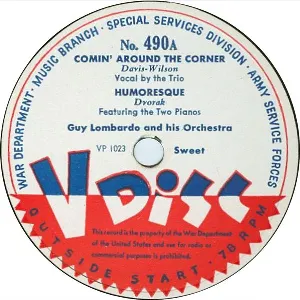 WAR DEPARTMENT · MUSIC BRANCH · SPECIAL SERVICES DIVISION · ARMY SERVICE FORCES
No. 490A
COMIN' AROUND THE CORNER
Davis-Wilson
Vocal by the Trio
HUMORESQUE
Dvorak
Featuring the Two Pianos
Guy Lombardo and his Orchestra
VP 1023 Sweet
V DISC
This record is the property of the War Department
of the United States and use for radio or
commercial purposes is prohibited.
OUTSIDE START · 78 RPM